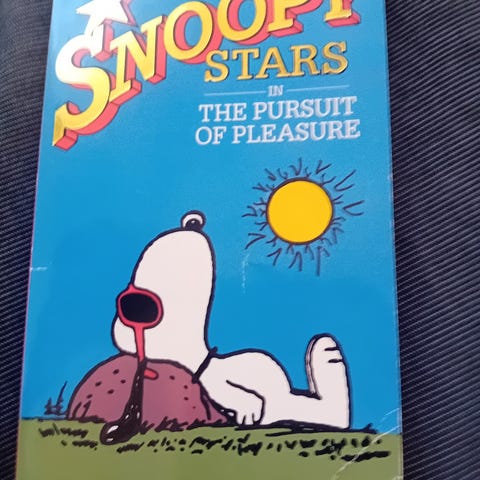 SNOOPY
STARS
IN
THE PURSUIT
OF PLEASURE